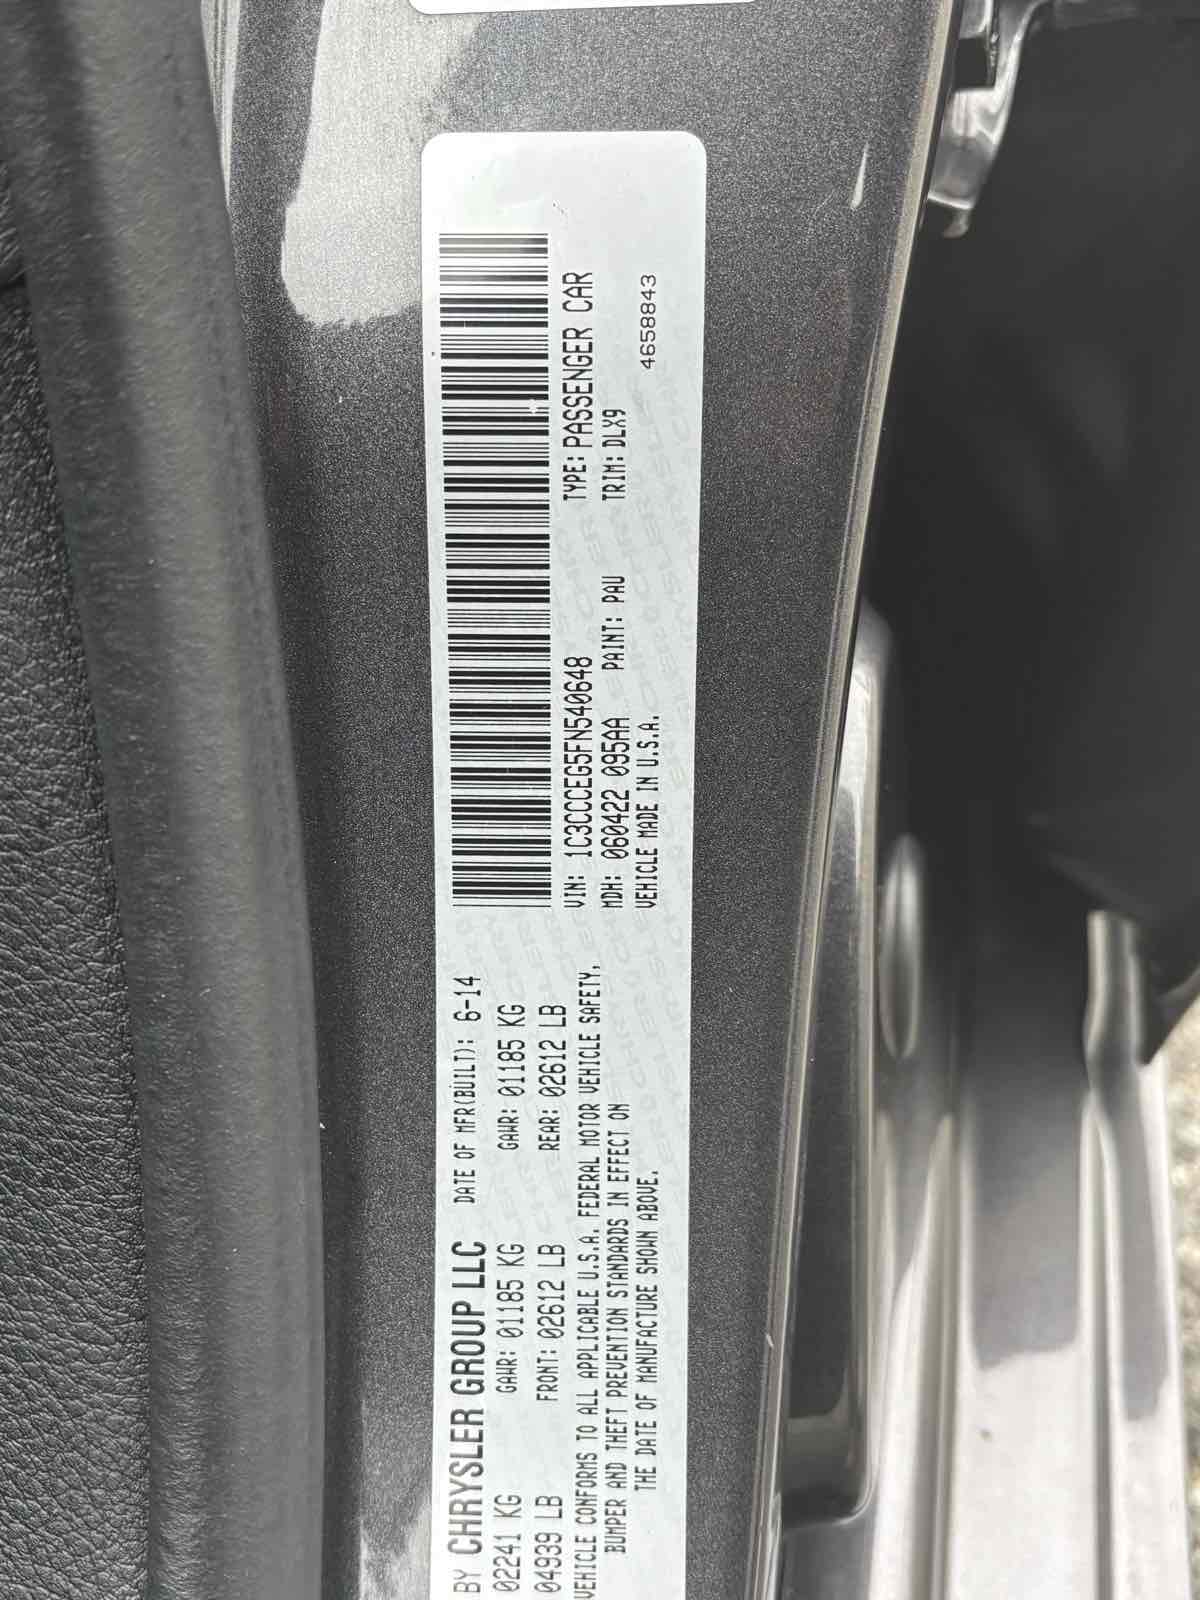 BY CHRYSLER GROUP LLC DATE OF MFR(BUILT): 6-14
02241 KG GAWR: 01185 KG GAWR: 01185 KG
04939 LB FRONT: 02612 LB REAR: 02612 LB
VEHICLE CONFORMS TO ALL APPLICABLE U.S.A. FEDERAL MOTOR VEHICLE SAFETY,
BUMPER AND THEFT PREVENTION STANDARDS IN EFFECT ON
THE DATE OF MANUFACTURE SHOWN ABOVE.
VIN: 1C3CCCEG5FN540648 TYPE: PASSENGER CAR
MDH: 060422 095AA PAINT: PAU TRIM: DLX9
VEHICLE MADE IN U.S.A. 4658843